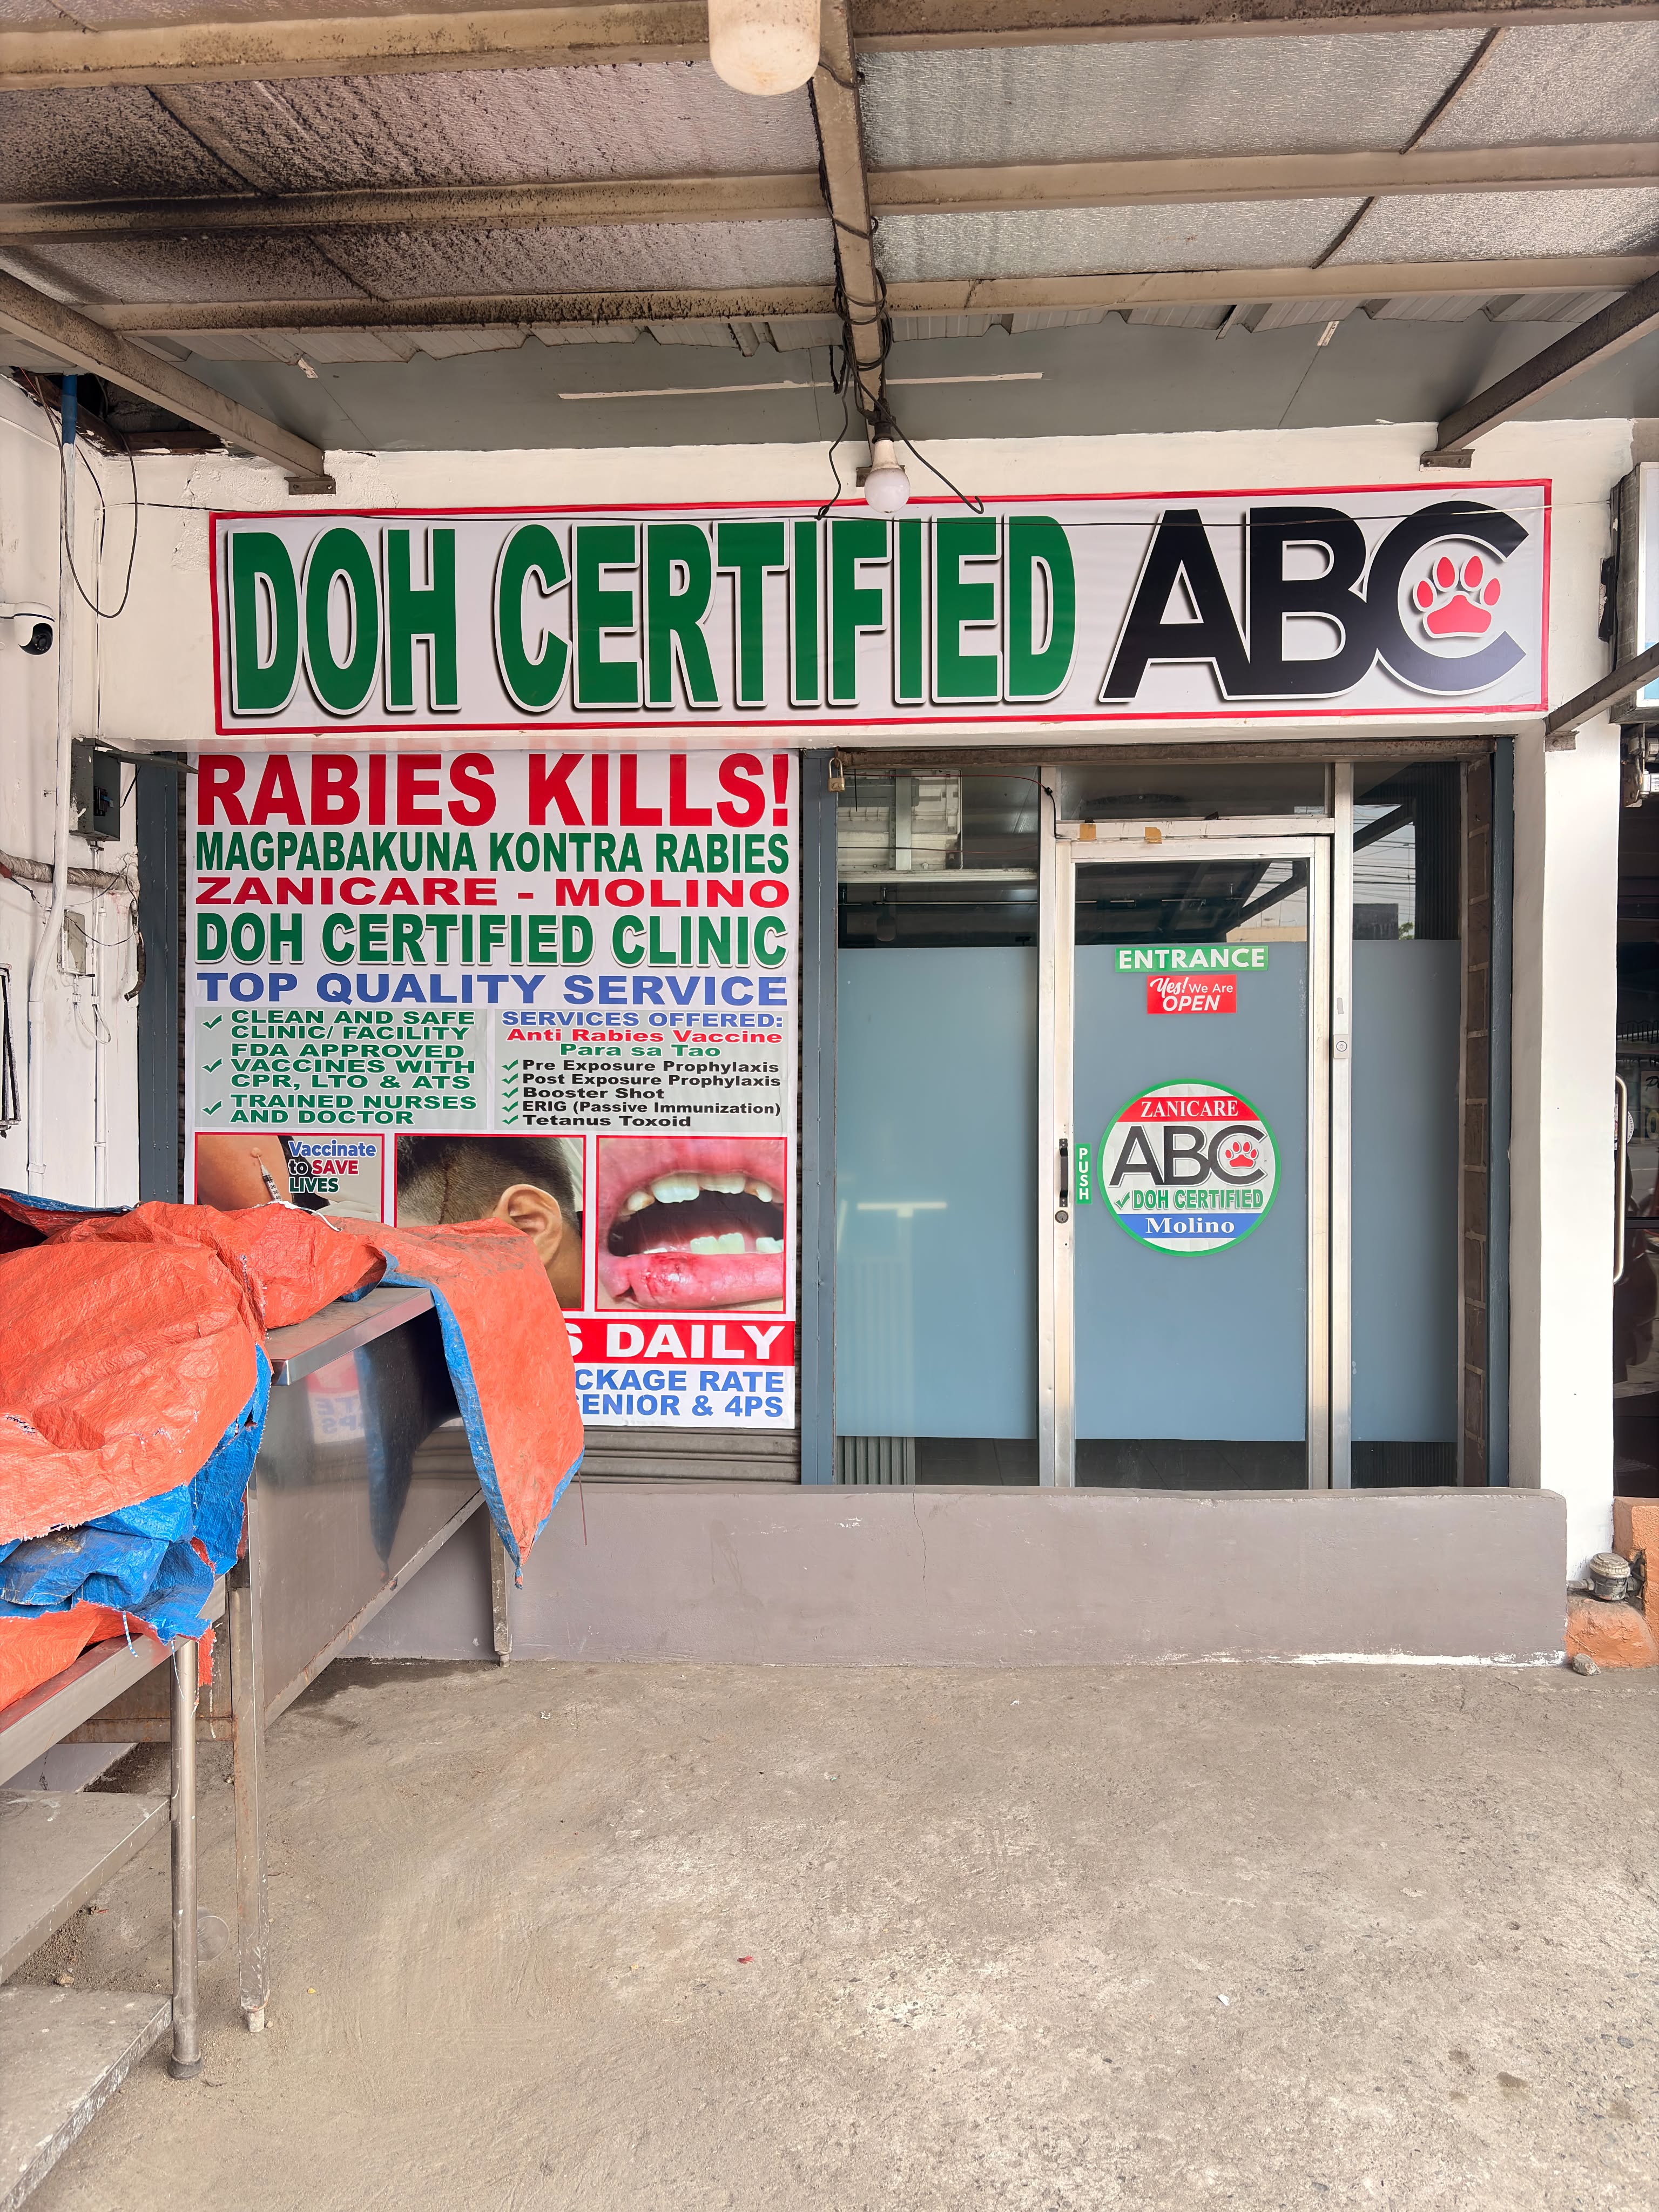 DOH CERTIFIED ABC
RABIES KILLS!
MAGPABAKUNA KONTRA RABIES
ZANICARE - MOLINO
DOH CERTIFIED CLINIC
TOP QUALITY SERVICE
CLEAN AND SAFE
CLINIC/ FACILITY
FDA APPROVED
VACCINES WITH
CPR, LTO & ATS
TRAINED NURSES
AND DOCTOR
SERVICES OFFERED:
Anti Rabies Vaccine
Para sa Tao
Pre Exposure Prophylaxis
Post Exposure Prophylaxis
Booster Shot
ERIG (Passive Immunization)
Tetanus Toxoid
Vaccinate
to SAVE
LIVES
DAILY
RATE
& 4PS
ENTRANCE
Yes! We Are
OPEN
PUSH
ZANICARE
ABC
DOH CERTIFIED
Molino